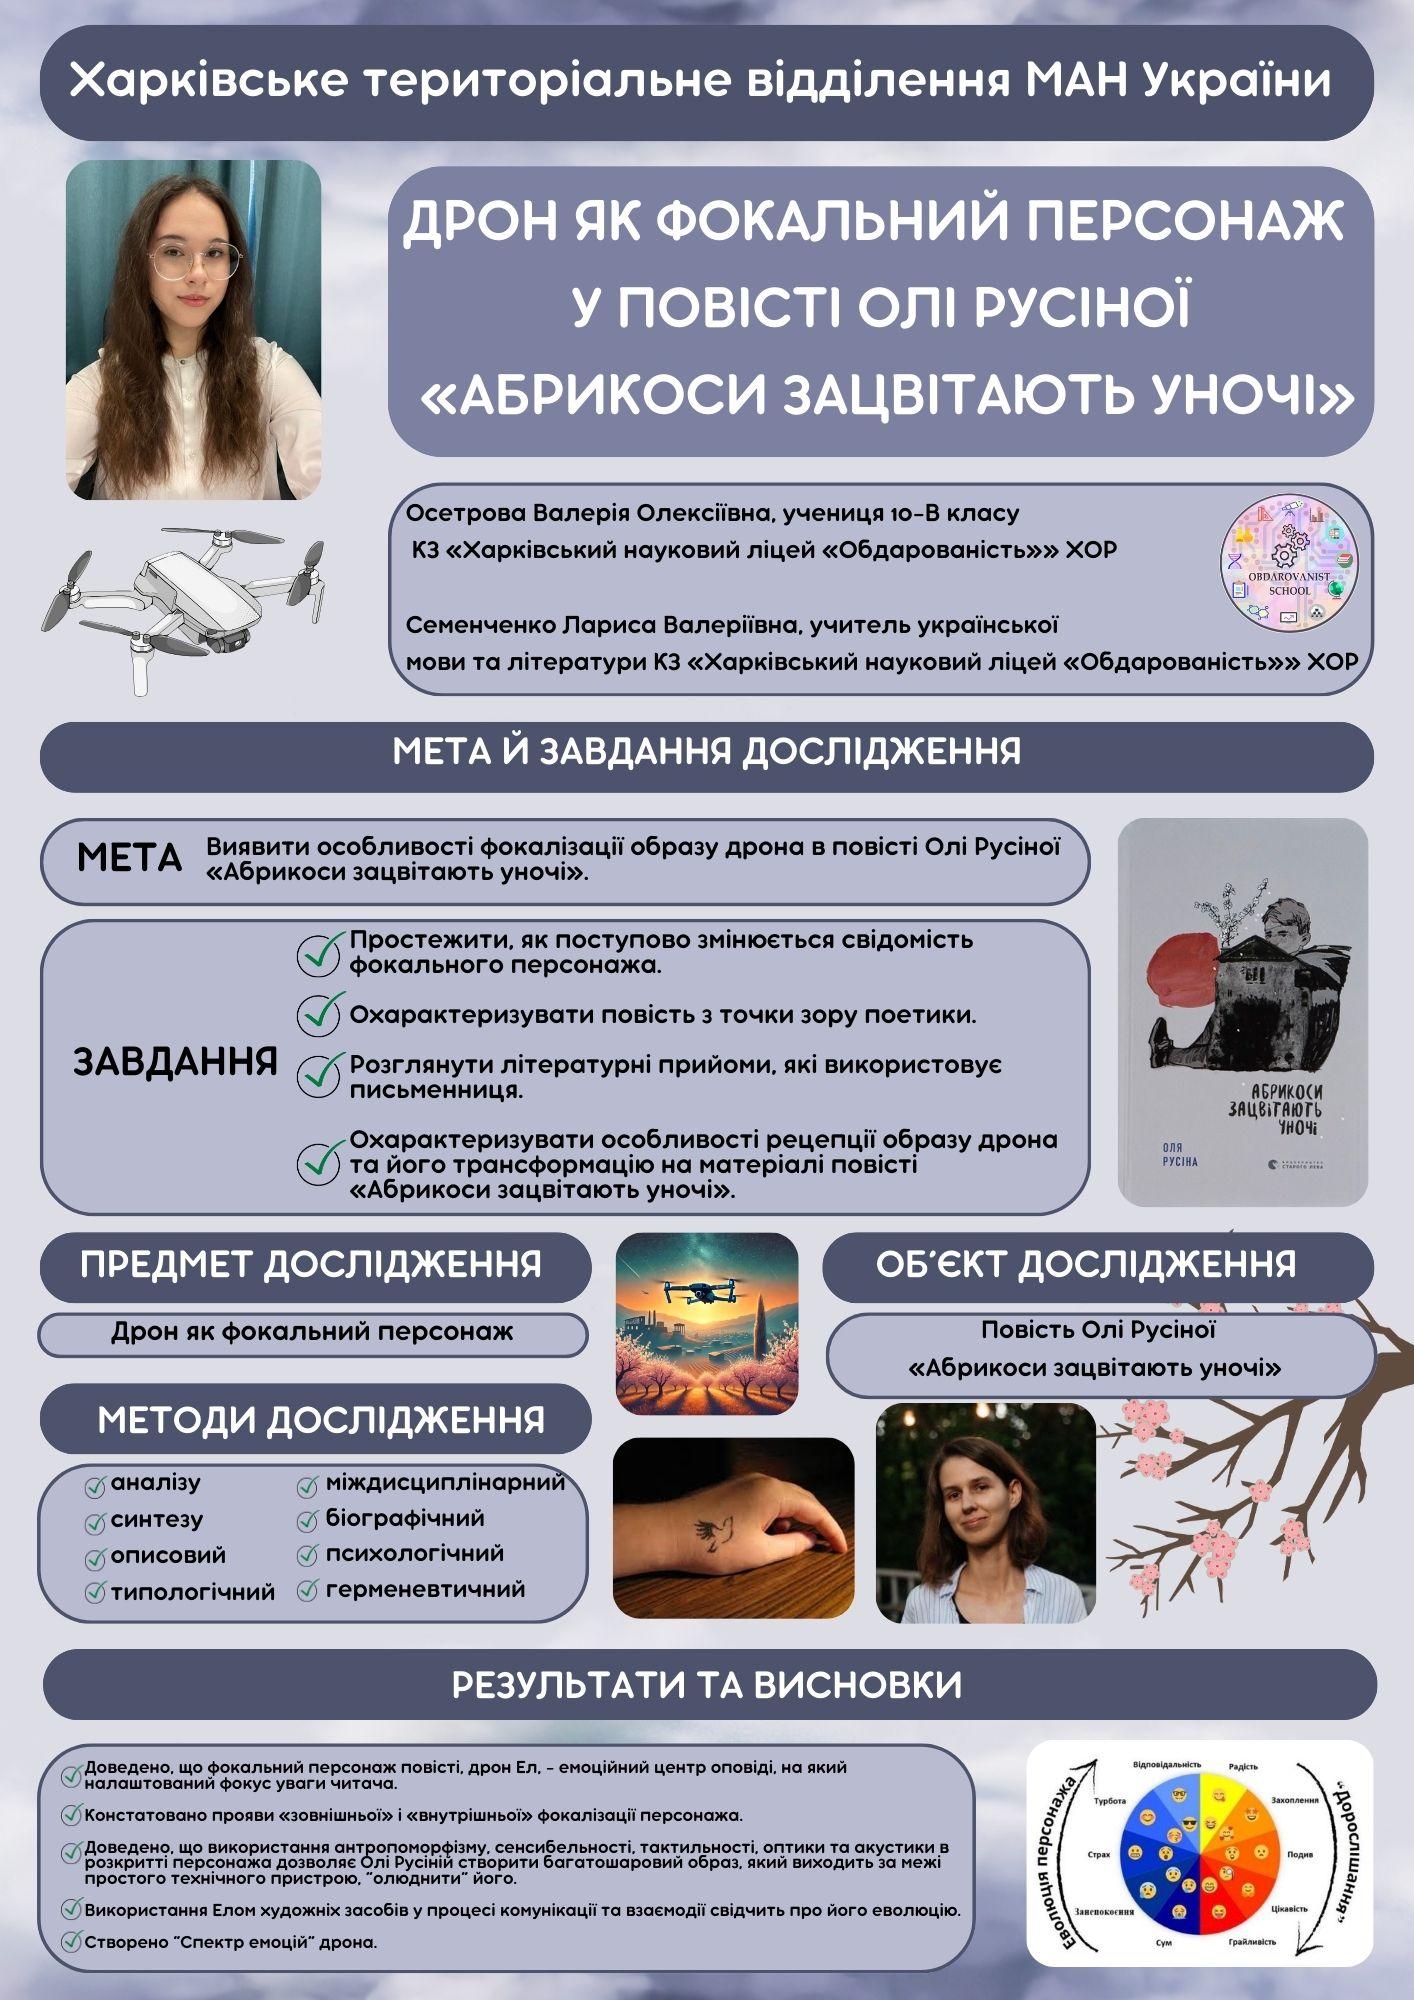 Харківське територіальне відділення МАН України
ДРОН ЯК ФОКАЛЬНИЙ ПЕРСОНАЖ
У ПОВІСТІ ОЛІ РУСІНОЇ
«АБРИКОСИ ЗАЦВІТАЮТЬ УНОЧІ»
Осетрова Валерія Олексіївна, учениця 10-В класу
КЗ «Харківський науковий ліцей «Обдарованість»» ХОР
OBDAROVANIST
SCHOOL
Семенченко Лариса Валеріївна, учитель української
мови та літератури КЗ «Харківський науковий ліцей «Обдарованість»» ХОР
МЕТА Й ЗАВДАННЯ ДОСЛІДЖЕННЯ
МЕТА
Виявити особливості фокалізації образу дрона в повісті Олі Русіної
«Абрикоси зацвітають уночі».
ЗАВДАННЯ
Простежити, як поступово змінюється свідомість
фокального персонажа.
Охарактеризувати повість з точки зору поетики.
Розглянути літературні прийоми, які використовує
письменниця.
Охарактеризувати особливості рецепції образу дрона
та його трансформацію на матеріалі повісті
«Абрикоси зацвітають уночі».
АБРИКОСИ
ЗАЦВІТАЮТЬ
УНОЧІ
ОЛЯ
РУСІНА
ВИДАВНИЦТВО
СТАРОГО ЛЕВА
ПРЕДМЕТ ДОСЛІДЖЕННЯ
Дрон як фокальний персонаж
ОБ'ЄКТ ДОСЛІДЖЕННЯ
Повість Олі Русіної
«Абрикоси зацвітають уночі»
МЕТОДИ ДОСЛІДЖЕННЯ
аналізу
синтезу
описовий
типологічний
міждисциплінарний
біографічний
психологічний
герменевтичний
РЕЗУЛЬТАТИ ТА ВИСНОВКИ
Доведено, що фокальний персонаж повісті, дрон Ел, - емоційний центр оповіді, на який
налаштований фокус уваги читача.
Констатовано прояви «зовнішньої» і «внутрішньої» фокалізації персонажа.
Доведено, що використання антропоморфізму, сенсибельності, тактильності, оптики та акустики в
розкритті персонажа дозволяє Олі Русіній створити багатошаровий образ, який виходить за межі
простого технічного пристрою, "олюднити" його.
Використання Елом художніх засобів у процесі комунікації та взаємодії свідчить про його еволюцію.
Створено "Спектр емоцій" дрона.
Еволюція персонажа
Відповідальність
Радість
Турбота
Захоплення
Страх
Подив
Занепокоєння
Цікавість
Сум
Грайливість
"Дорослішання"